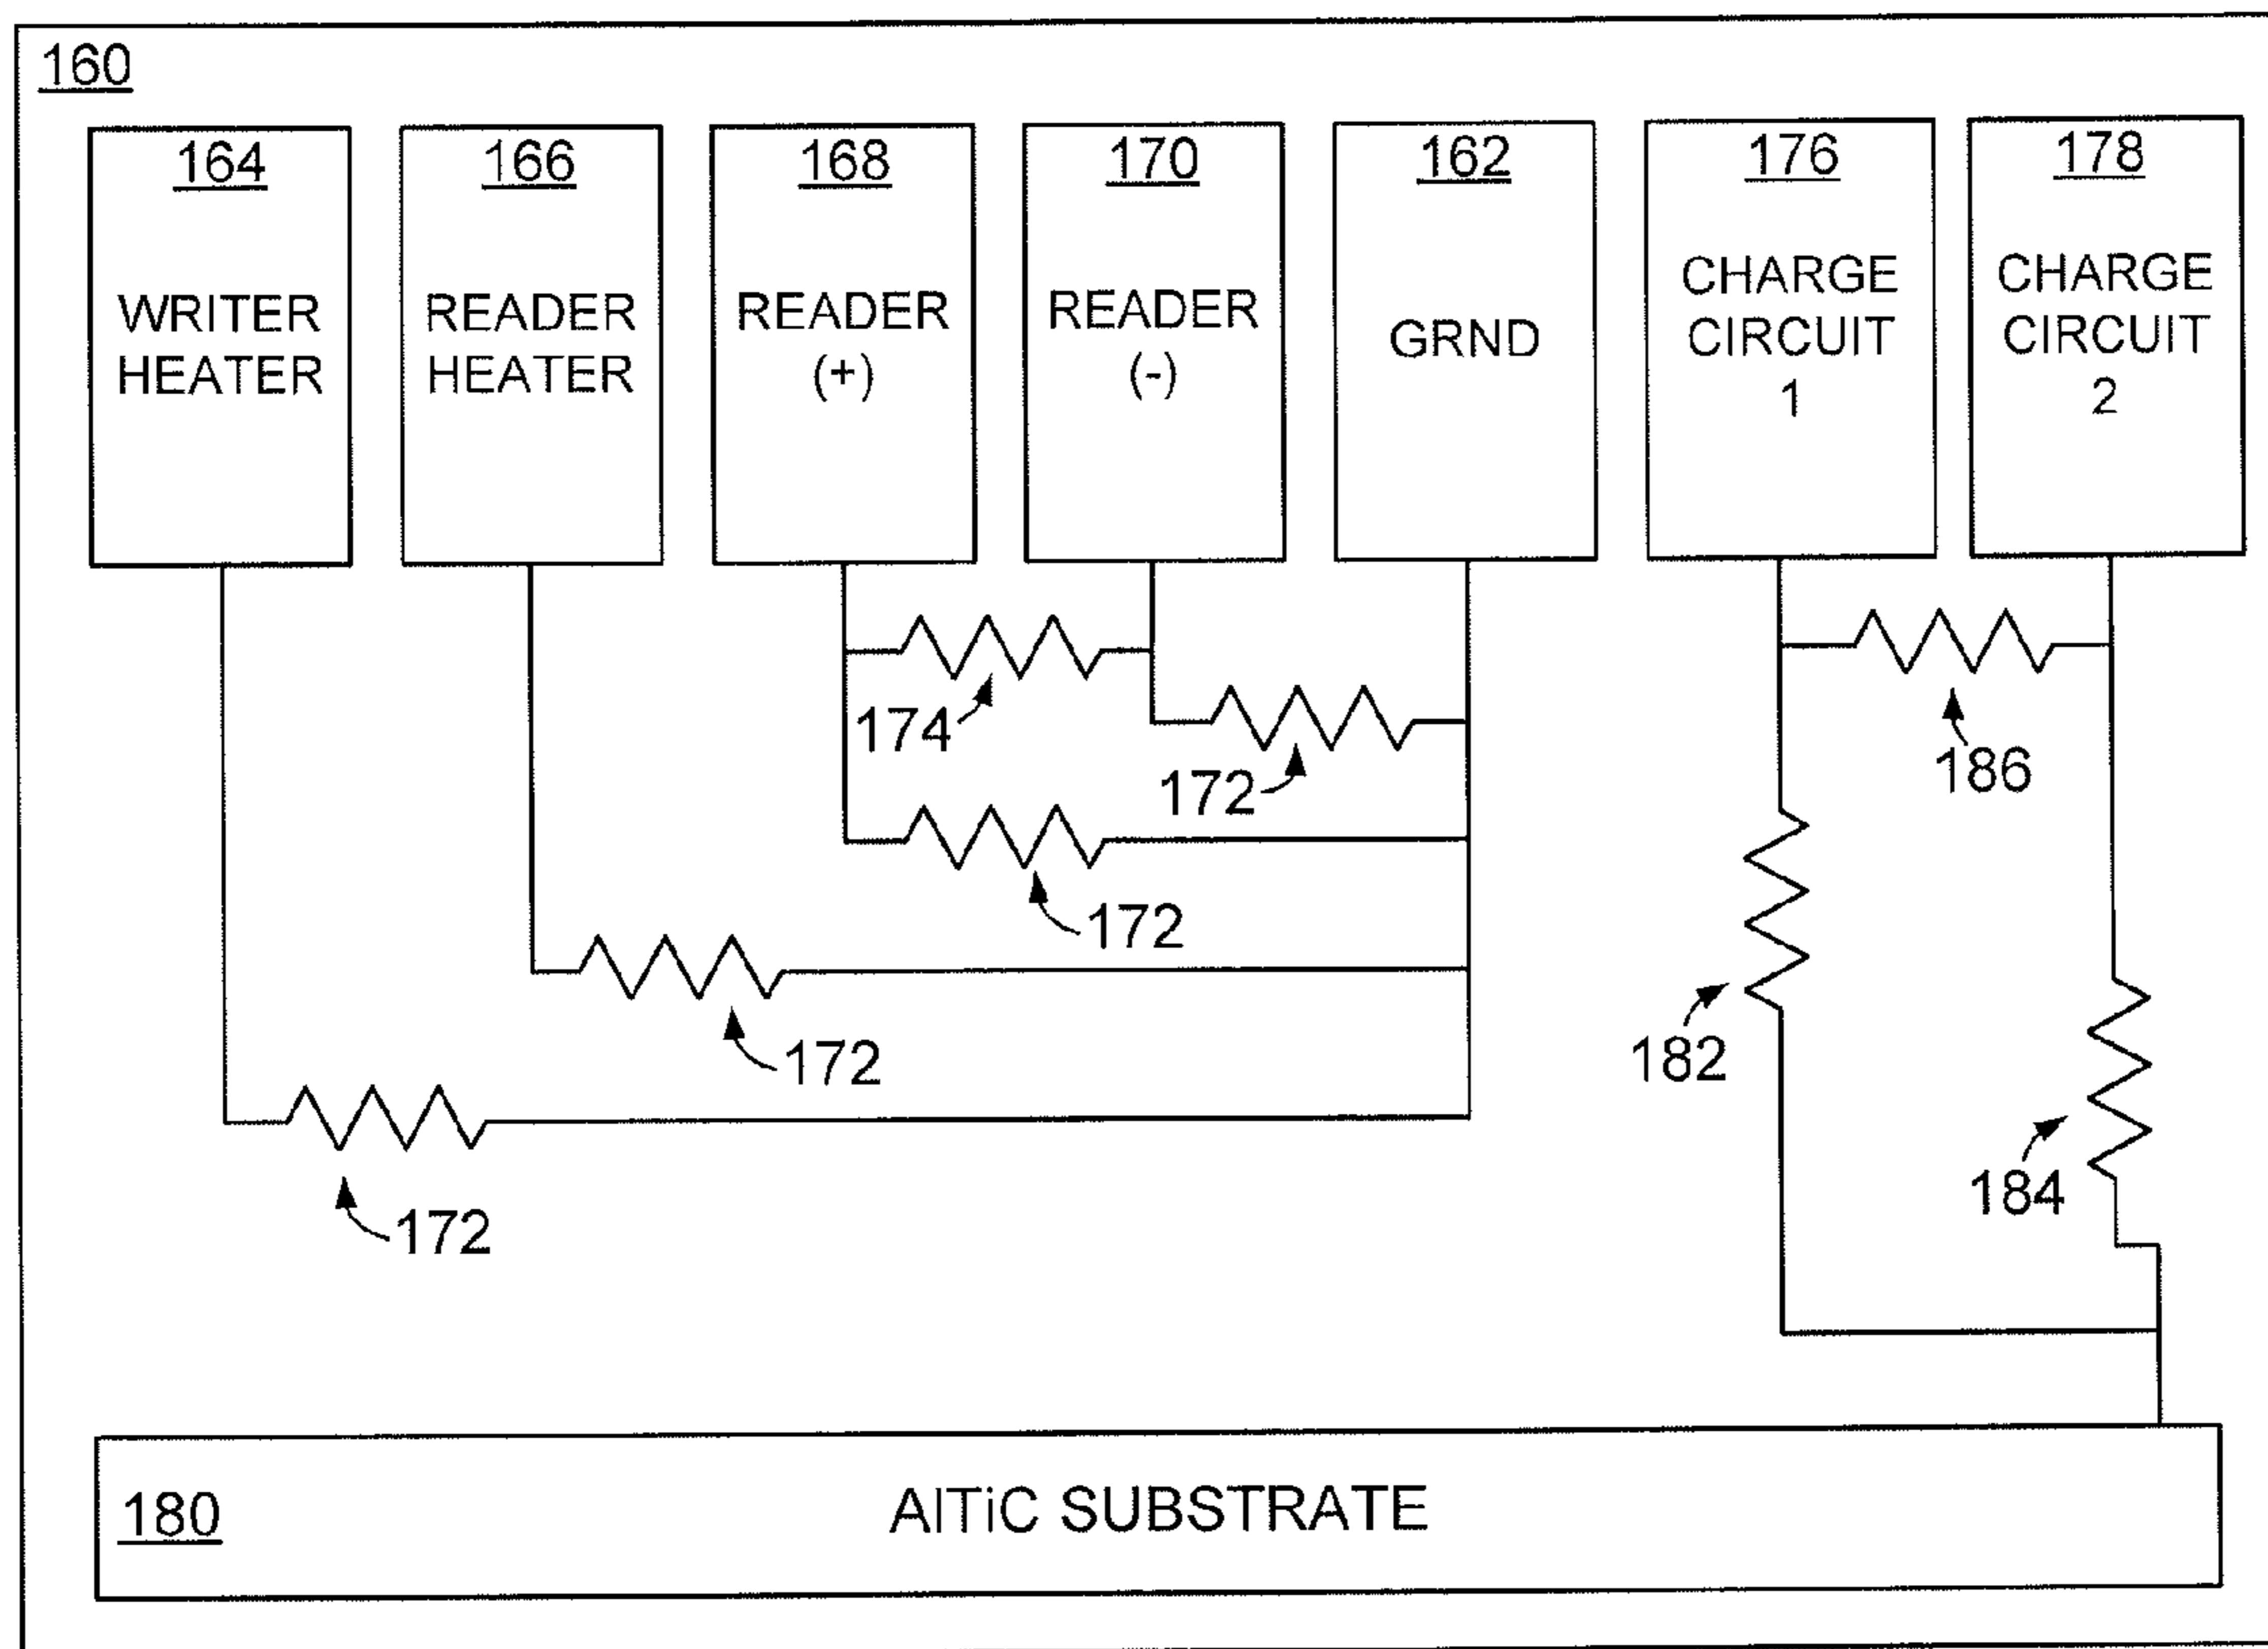 160
164
WRITER
HEATER
166
READER
HEATER
168
READER
(+)
170
READER
(-)
162
GRND
176
CHARGE
CIRCUIT
1
178
CHARGE
CIRCUIT
2
174
172
186
172
172
182
184
172
180
AlTiC SUBSTRATE